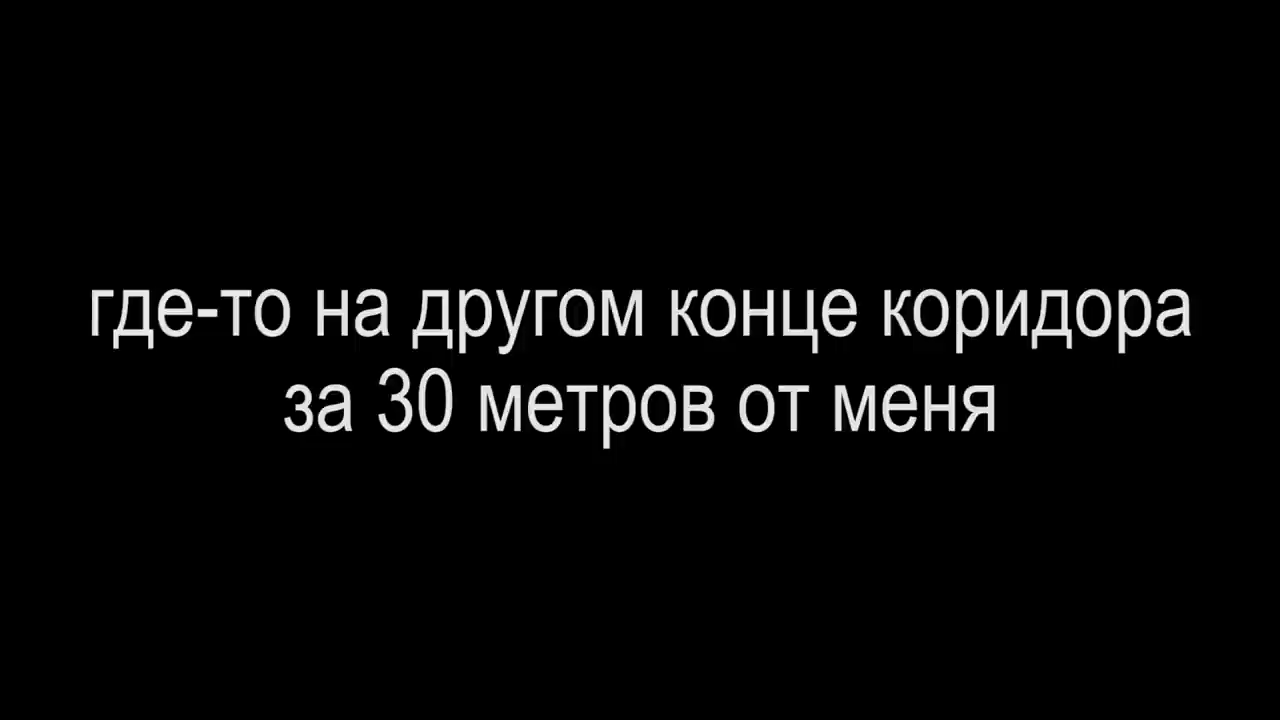 где-то на другом конце коридора
за 30 метров от меня